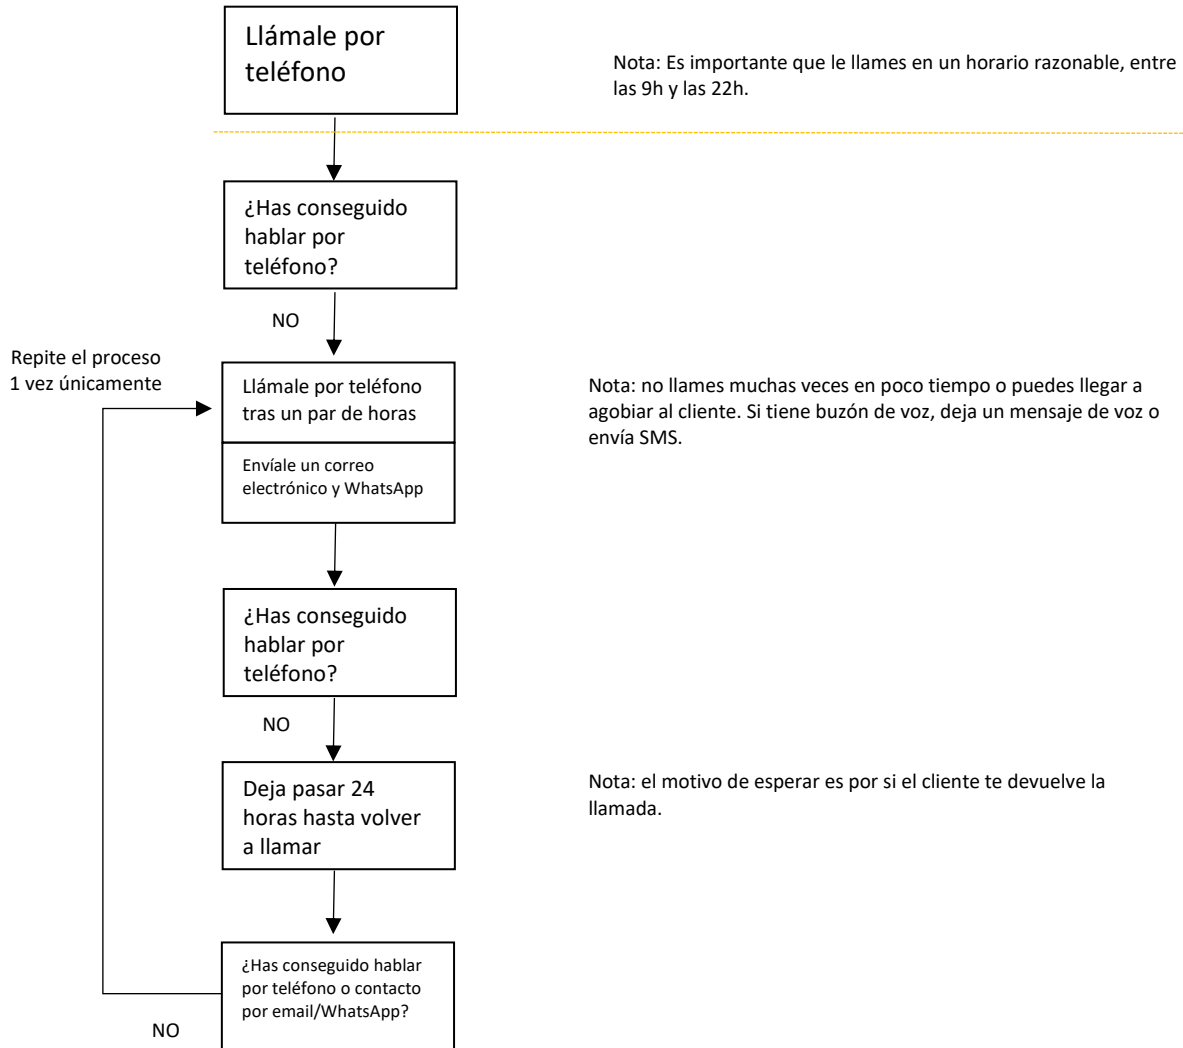 Llámale por
teléfono
Nota: Es importante que le llames en un horario razonable, entre
las 9h y las 22h.
¿Has conseguido
hablar por
teléfono?
NO
Repite el proceso
1 vez únicamente
Llámale por teléfono
tras un par de horas
Nota: no llames muchas veces en poco tiempo o puedes llegar a
agobiar al cliente. Si tiene buzón de voz, deja un mensaje de voz o
envía SMS.
Envíale un correo
electrónico y WhatsApp
¿Has conseguido
hablar por
teléfono?
NO
Deja pasar 24
horas hasta volver
a llamar
Nota: el motivo de esperar es por si el cliente te devuelve la
llamada.
¿Has conseguido hablar
por teléfono o contacto
por email/WhatsApp?
NO